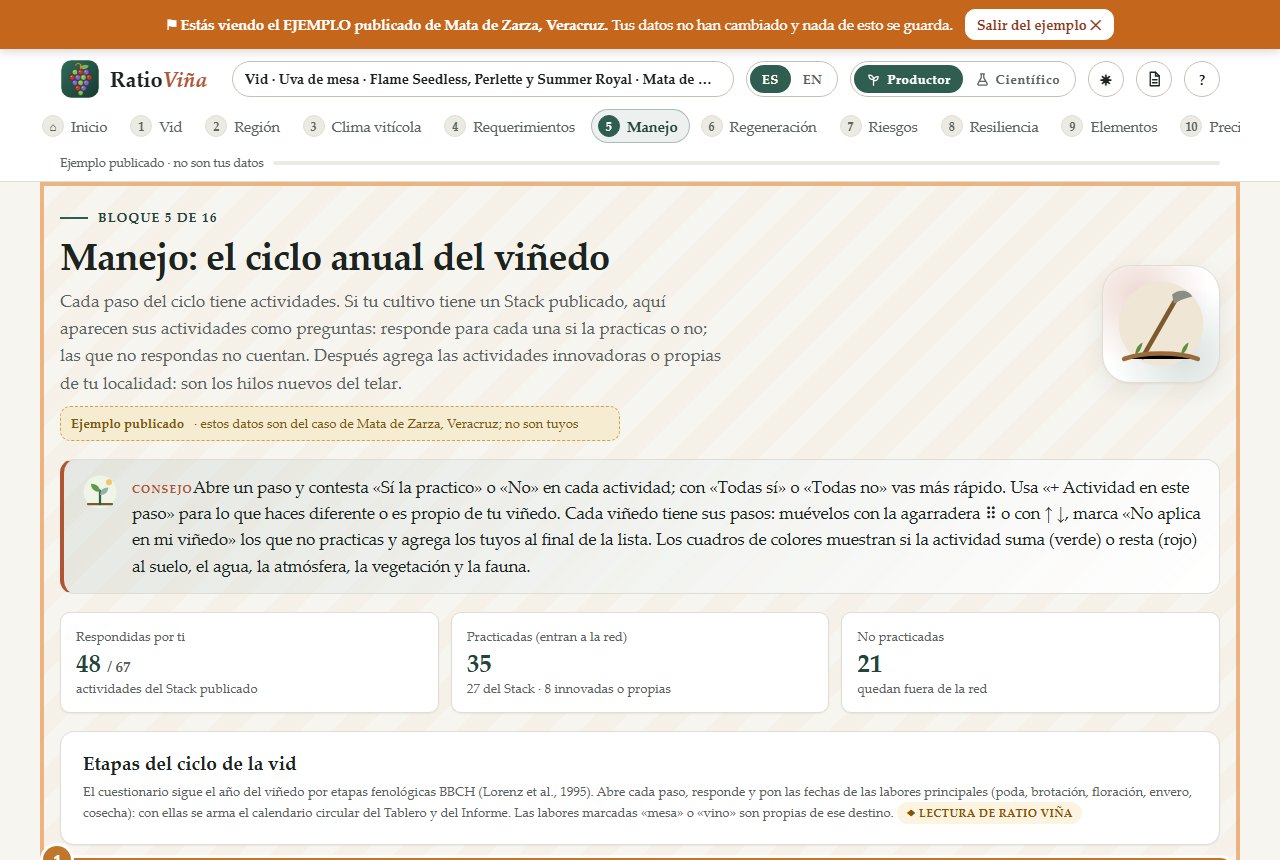 ⚑ Estás viendo el EJEMPLO publicado de Mata de Zarza, Veracruz. Tus datos no han cambiado y nada de esto se guarda. Salir del ejemplo ✕
RatioViña
Vid · Uva de mesa · Flame Seedless, Perlette y Summer Royal · Mata de …
ES EN
Productor Científico
?
⌂ Inicio 1 Vid 2 Región 3 Clima vitícola 4 Requerimientos 5 Manejo 6 Regeneración 7 Riesgos 8 Resiliencia 9 Elementos 10 Preci
Ejemplo publicado · no son tus datos
BLOQUE 5 DE 16
Manejo: el ciclo anual del viñedo
Cada paso del ciclo tiene actividades. Si tu cultivo tiene un Stack publicado, aquí
aparecen sus actividades como preguntas: responde para cada una si la practicas o no;
las que no respondas no cuentan. Después agrega las actividades innovadoras o propias
de tu localidad: son los hilos nuevos del telar.
Ejemplo publicado · estos datos son del caso de Mata de Zarza, Veracruz; no son tuyos
CONSEJO Abre un paso y contesta «Sí la practico» o «No» en cada actividad; con «Todas sí» o «Todas no» vas más rápido. Usa «+ Actividad en este
paso» para lo que haces diferente o es propio de tu viñedo. Cada viñedo tiene sus pasos: muévelos con la agarradera ⠿ o con ↑ ↓, marca «No aplica
en mi viñedo» los que no practicas y agrega los tuyos al final de la lista. Los cuadros de colores muestran si la actividad suma (verde) o resta (rojo)
al suelo, el agua, la atmósfera, la vegetación y la fauna.
Respondidas por ti
48 / 67
actividades del Stack publicado
Practicadas (entran a la red)
35
27 del Stack · 8 innovadas o propias
No practicadas
21
quedan fuera de la red
Etapas del ciclo de la vid
El cuestionario sigue el año del viñedo por etapas fenológicas BBCH (Lorenz et al., 1995). Abre cada paso, responde y pon las fechas de las labores principales (poda, brotación, floración, envero,
cosecha): con ellas se arma el calendario circular del Tablero y del Informe. Las labores marcadas «mesa» o «vino» son propias de ese destino. ◆ LECTURA DE RATIO VIÑA